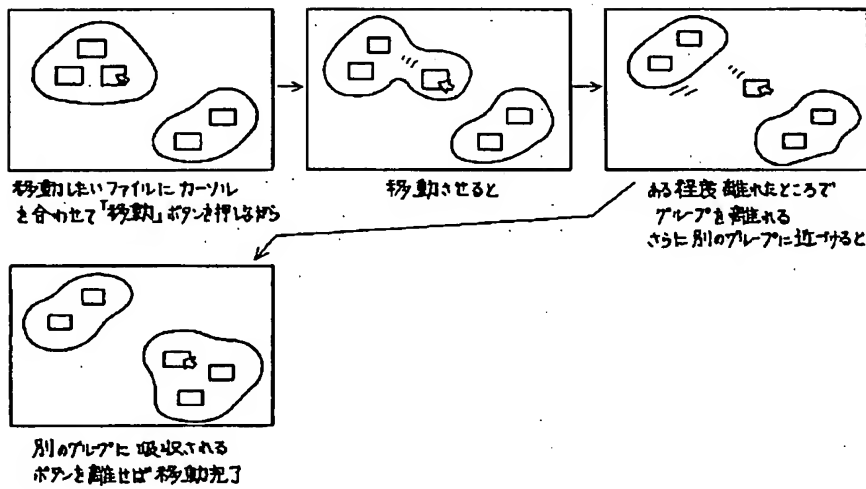 移動したいファイルにカーソル
を合わせて「移動」ボタンを押しながら
移動させると
ある程度離れたところで
グループを離れる
さらに別のグループに近づけると
別のグループに吸収される
ボタンを離せば移動完了